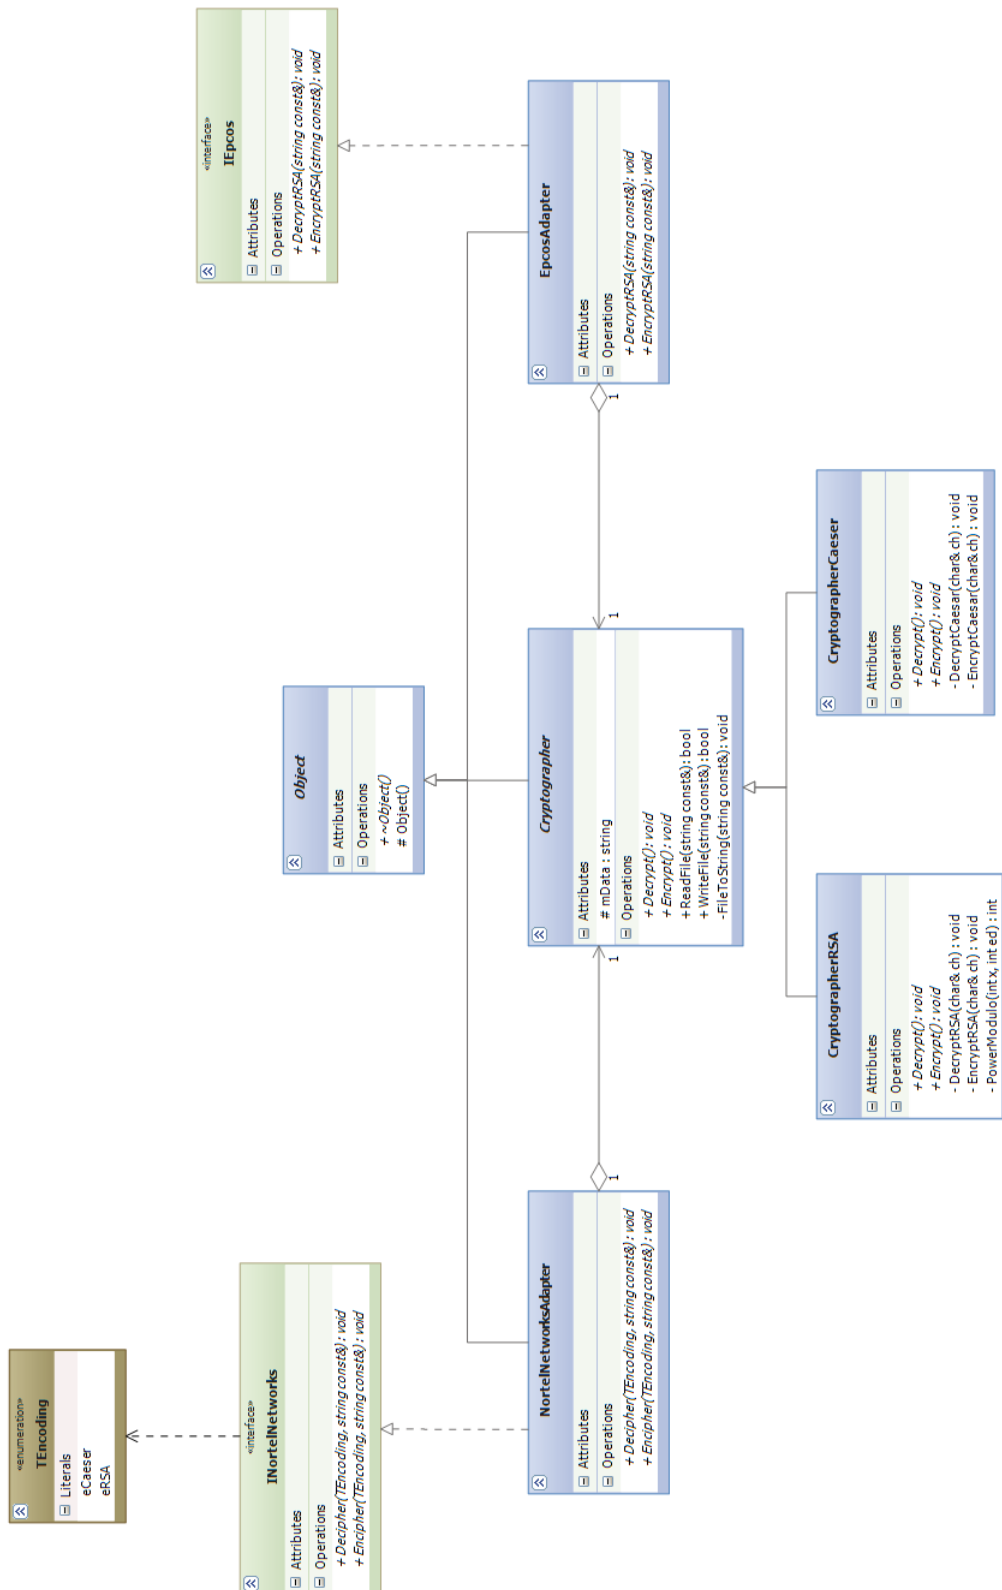 «enumeration»
TEncoding
Literals
eCaeser
eRSA
«interface»
INortelNetworks
Attributes
Operations
+ Decipher(TEncoding, string const&): void
+ Encipher(TEncoding, string const&): void
«interface»
IEpcos
Attributes
Operations
+ DecryptRSA(string const&): void
+ EncryptRSA(string const&): void
Object
Attributes
Operations
+ ~Object()
# Object()
NortelNetworksAdapter
Attributes
Operations
+ Decipher(TEncoding, string const&): void
+ Encipher(TEncoding, string const&): void
1
1
Cryptographer
Attributes
# mData : string
Operations
+ Decrypt(): void
+ Encrypt(): void
+ ReadFile(string const&): bool
+ WriteFile(string const&): bool
- FileToString(string const&): void
1
1
EpcosAdapter
Attributes
Operations
+ DecryptRSA(string const&): void
+ EncryptRSA(string const&): void
CryptographerRSA
Attributes
Operations
+ Decrypt(): void
+ Encrypt(): void
- DecryptRSA(char& ch) : void
- EncryptRSA(char& ch) : void
- PowerModulo(int x, int ed) : int
CryptographerCaeser
Attributes
Operations
+ Decrypt(): void
+ Encrypt(): void
- DecryptCaesar(char& ch) : void
- EncryptCaesar(char& ch) : void